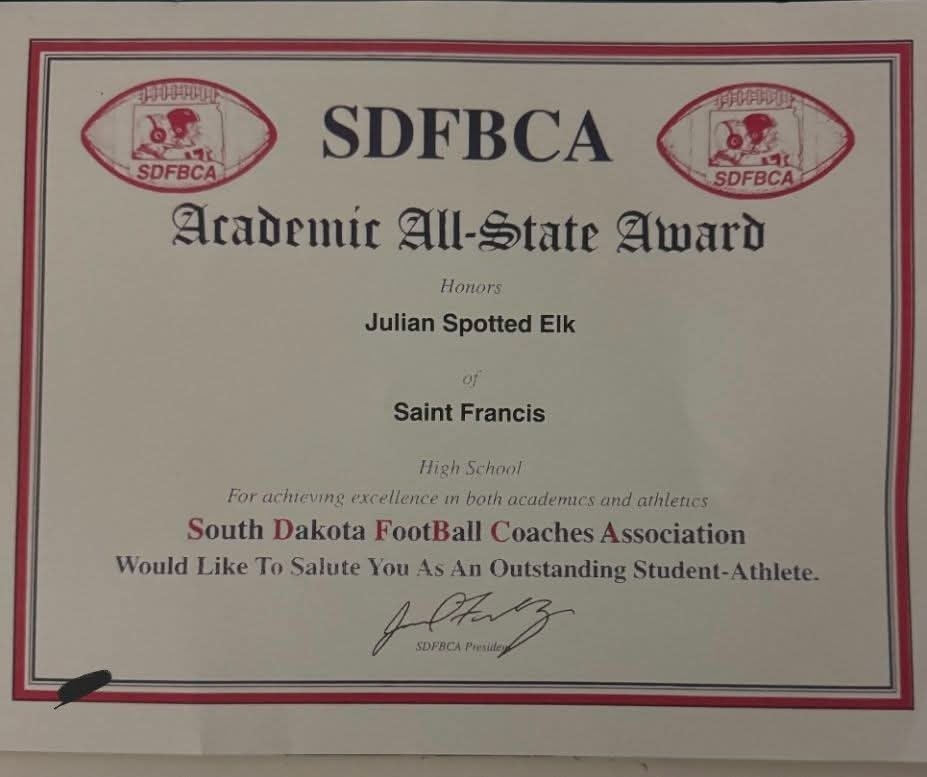 SDFBCA
SDFBCA
SDFBCA
Academic All-State Award
Honors
Julian Spotted Elk
of
Saint Francis
High School
For achieving excellence in both academics and athletics
South Dakota FootBall Coaches Association
Would Like To Salute You As An Outstanding Student-Athlete.
SDFBCA President